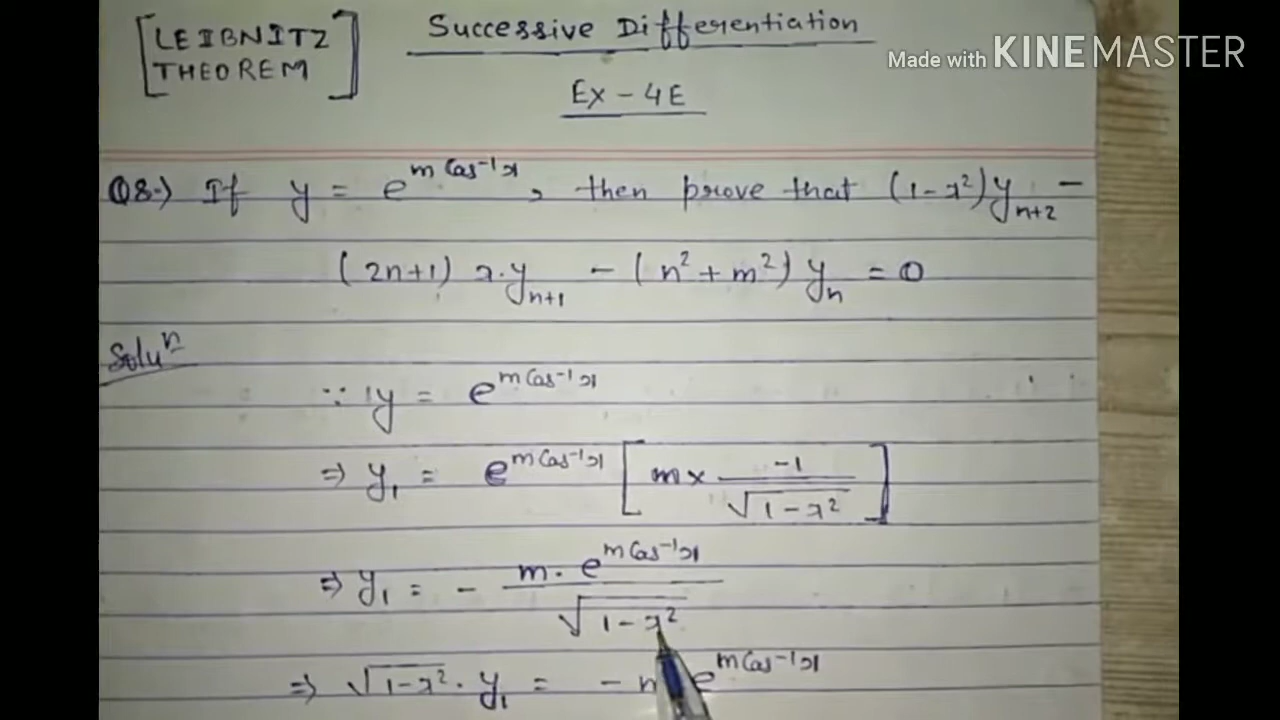 [LEIBNITZ THEOREM]
Successive Differentiation
Made with KINEMASTER
Ex - 4E
Q8.) If y = e^(m Cos⁻¹x), then prove that (1-x²)y_(n+2) -
(2n+1) x.y_(n+1) - (n² + m²) y_n = 0
Soluⁿ
∵ y = e^(m Cos⁻¹x)
⇒ y₁ = e^(m Cos⁻¹x) [m × -1/√(1-x²)]
⇒ y₁ = - m. e^(m Cos⁻¹x)/√(1-x²)
⇒ √(1-x²) . y₁ = - e^(m Cos⁻¹x)